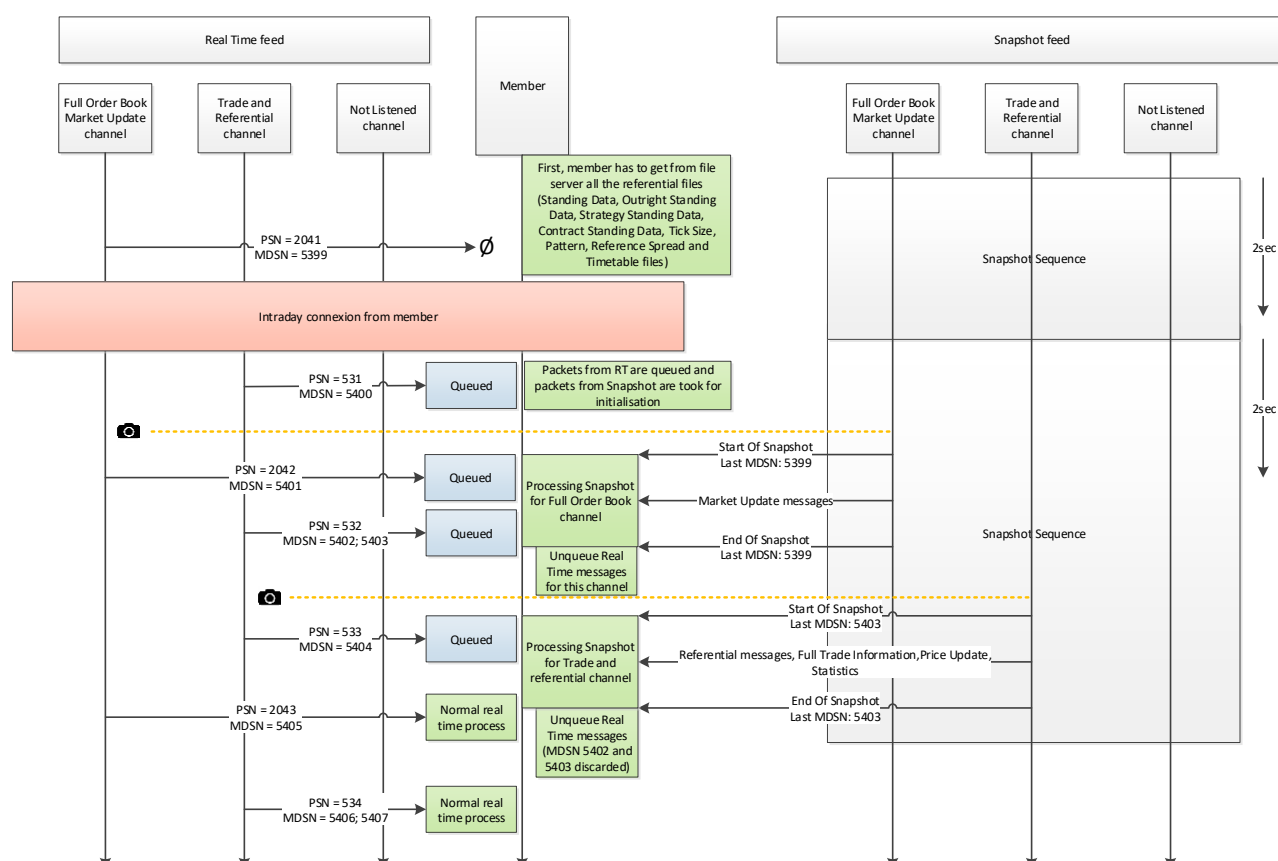 Real Time feed
Member
Snapshot feed
Full Order Book
Market Update
channel
Trade and
Referential
channel
Not Listened
channel
Full Order Book
Market Update
channel
Trade and
Referential
channel
Not Listened
channel
First, member has to get from file
server all the referential files
(Standing Data, Outright Standing
Data, Strategy Standing Data,
Contract Standing Data, Tick Size,
Pattern, Reference Spread and
Timetable files)
PSN = 2041
MDSN = 5399
Ø
Snapshot Sequence
2sec
Intraday connexion from member
PSN = 531
MDSN = 5400
Queued
Packets from RT are queued and
packets from Snapshot are took for
initialisation
2sec
Start Of Snapshot
Last MDSN: 5399
PSN = 2042
MDSN = 5401
Queued
Processing Snapshot
for Full Order Book
channel
Market Update messages
PSN = 532
MDSN = 5402; 5403
Queued
End Of Snapshot
Last MDSN: 5399
Snapshot Sequence
Unqueue Real
Time messages
for this channel
Start Of Snapshot
Last MDSN: 5403
PSN = 533
MDSN = 5404
Queued
Processing Snapshot
for Trade and
referential channel
Referential messages, Full Trade Information,Price Update,
Statistics
End Of Snapshot
Last MDSN: 5403
PSN = 2043
MDSN = 5405
Normal real
time process
Unqueue Real
Time messages
(MDSN 5402 and
5403 discarded)
PSN = 534
MDSN = 5406; 5407
Normal real
time process